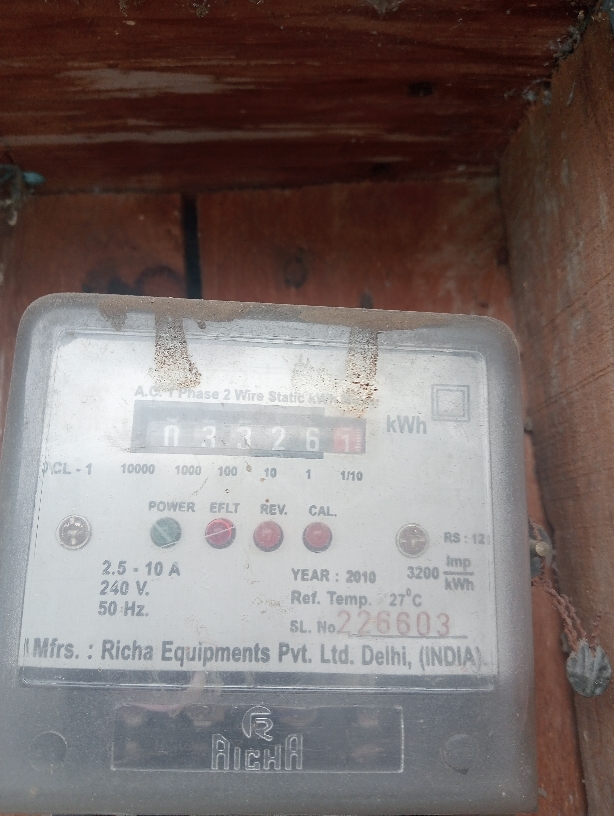 A.C. 1 Phase 2 Wire Static
0 3 3 2 6 kWh
CL - 1 10000 1000 100 10 1 1/10
POWER EFLT REV. CAL.
RS : 12
2.5 - 10 A
240 V.
50 Hz.
YEAR : 2010
3200 Imp/kWh
Ref. Temp. 27°C
SL. No 226603
Mfrs. : Richa Equipments Pvt. Ltd. Delhi, (INDIA).
R
RICHA